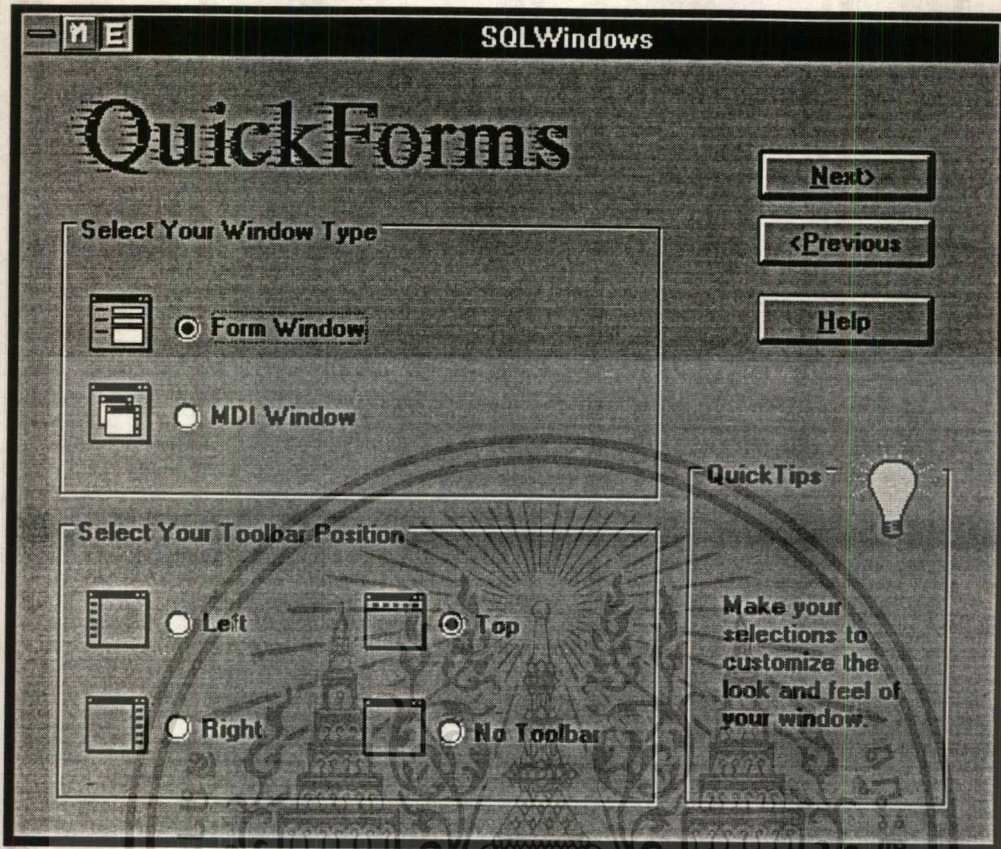 ท E SQLWindows
QuickForms
Next>
<Previous
Help
Select Your Window Type
Form Window
MDI Window
Select Your Toolbar Position
Left
Top
Right
No Toolbar
QuickTips
Make your
selections to
customize the
look and feel of
your window.